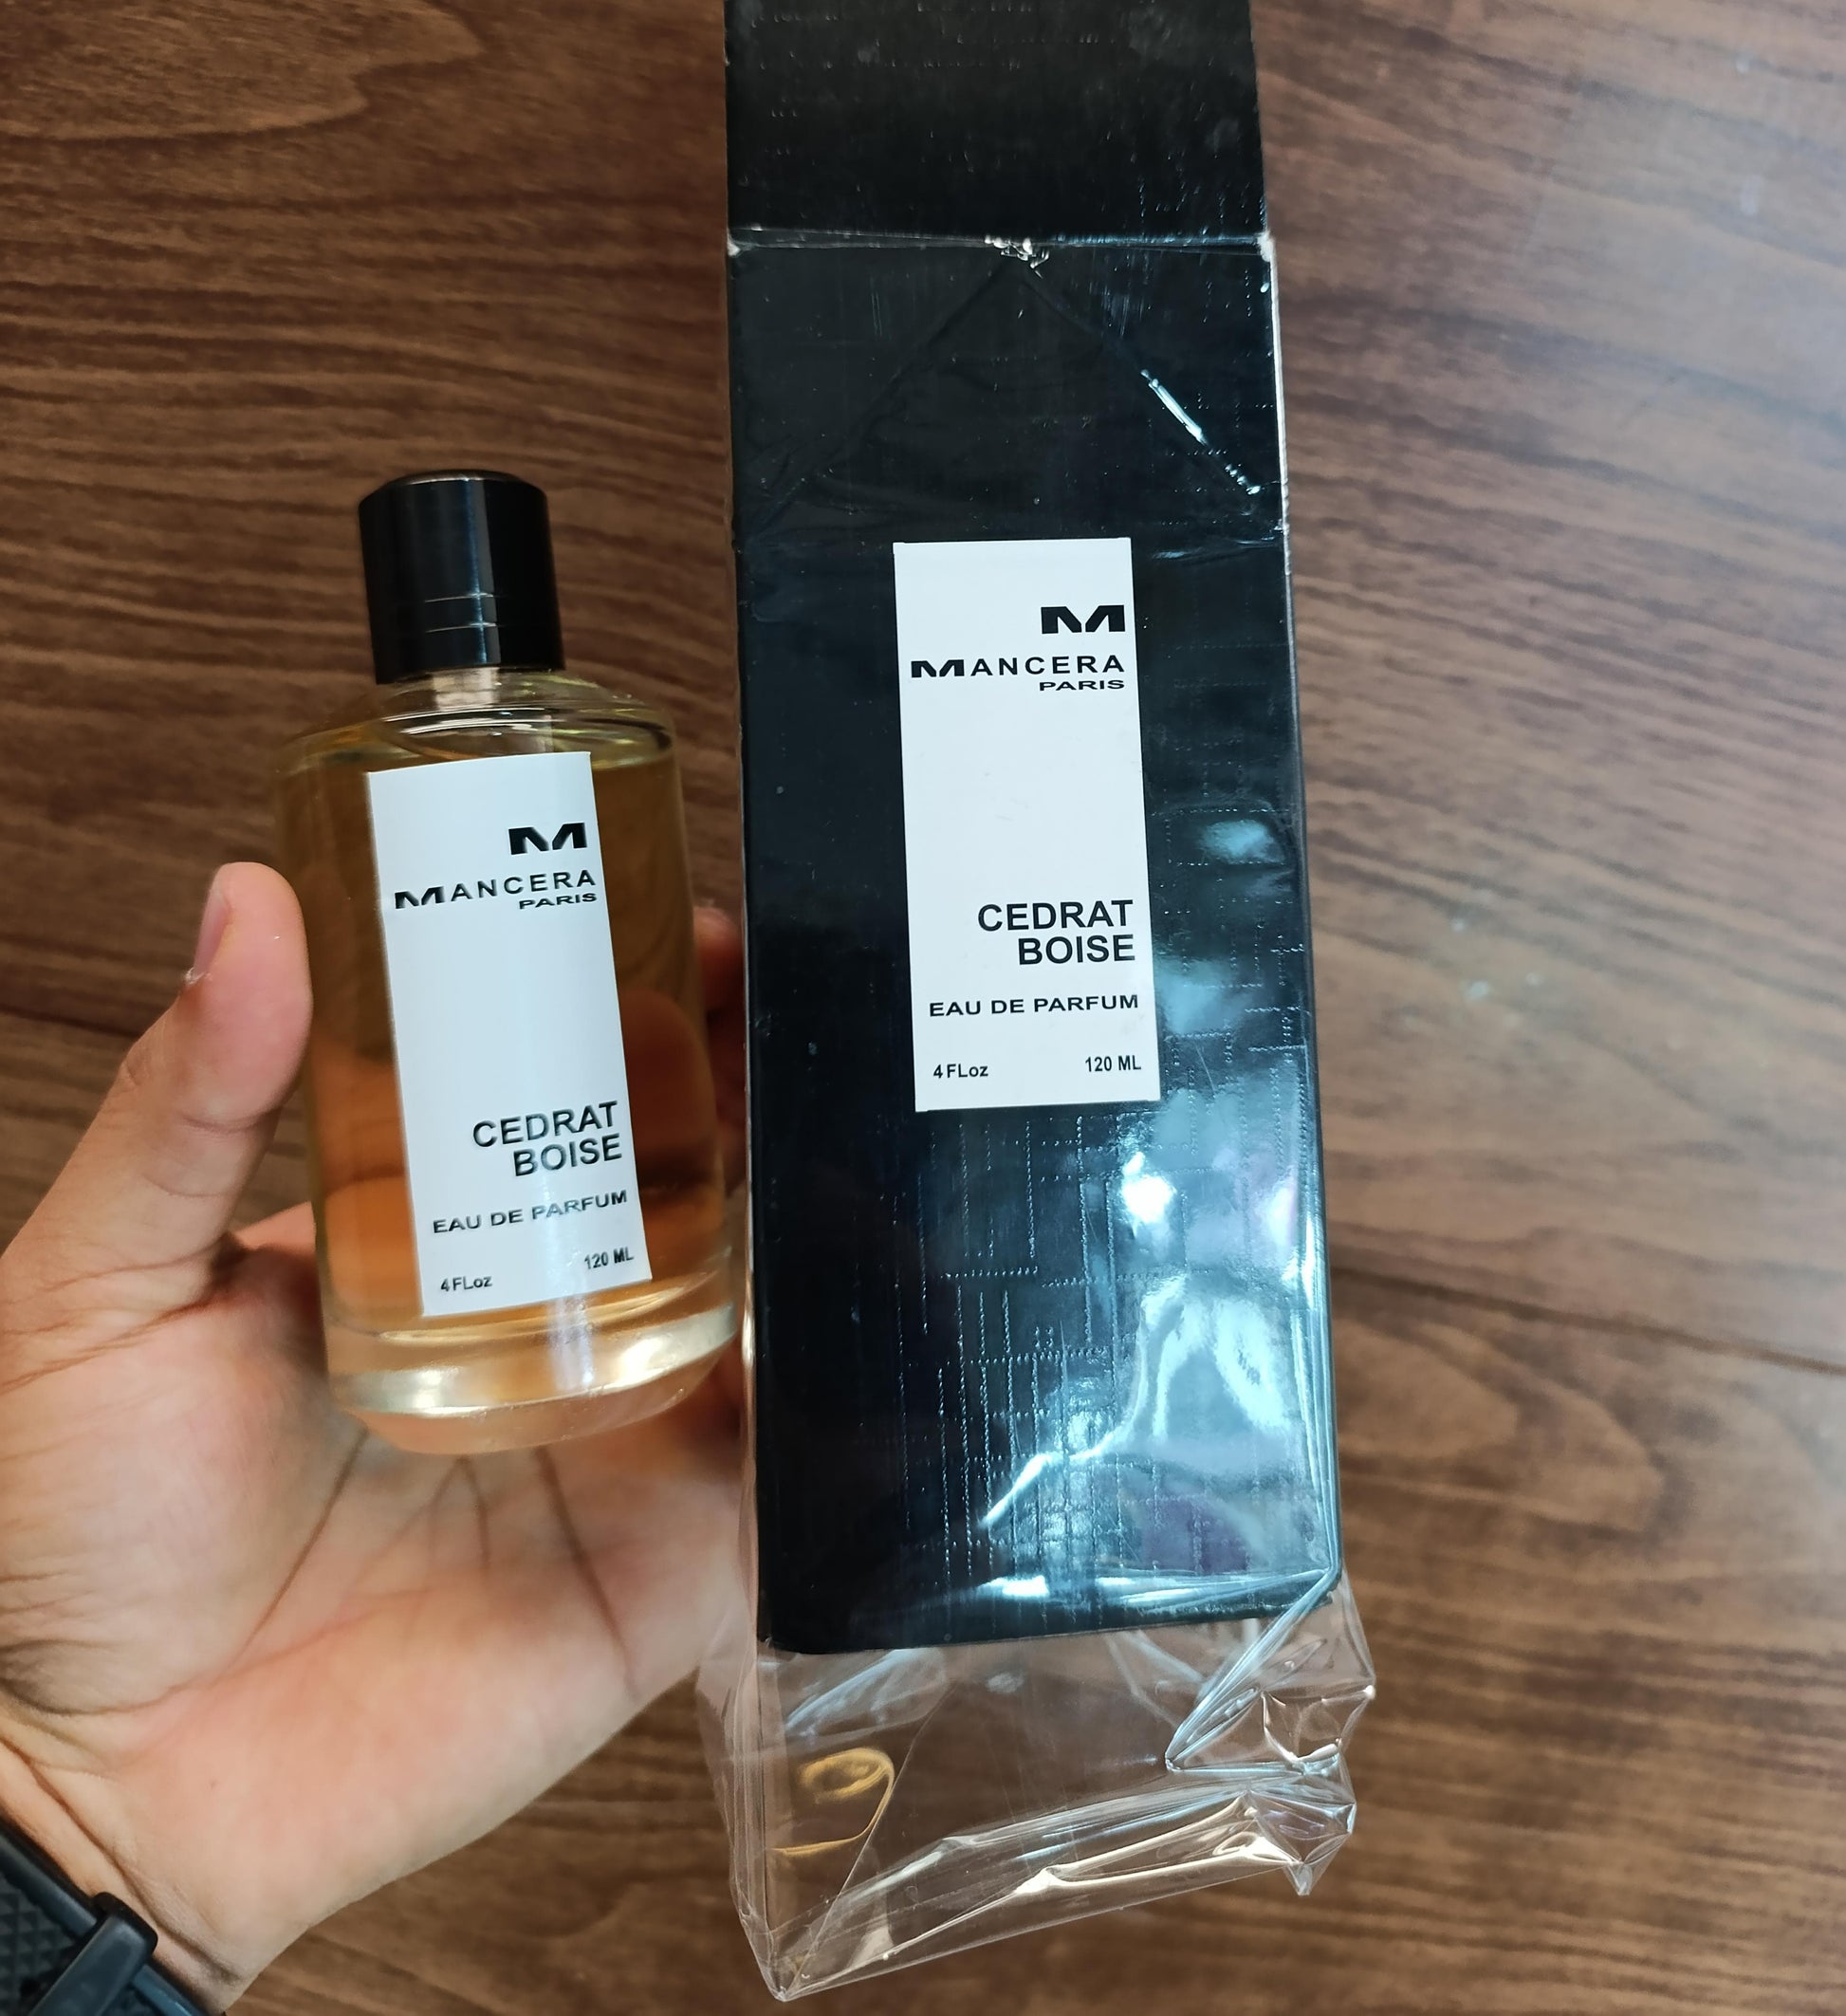 M
MANCERA
PARIS
CEDRAT
BOISE
EAU DE PARFUM
4 FLoz 120 ML
M
MANCERA
PARIS
CEDRAT
BOISE
EAU DE PARFUM
4 FLoz 120 ML